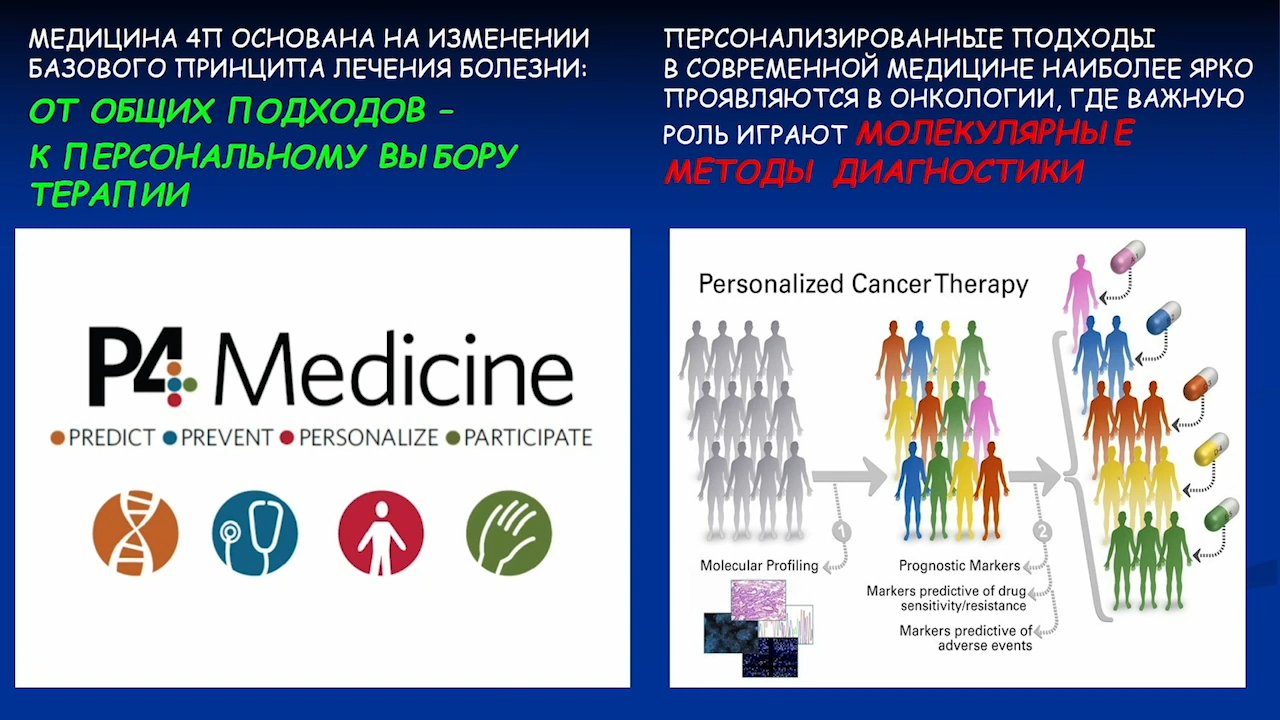 МЕДИЦИНА 4П ОСНОВАНА НА ИЗМЕНЕНИИ
БАЗОВОГО ПРИНЦИПА ЛЕЧЕНИЯ БОЛЕЗНИ:
ОТ ОБЩИХ ПОДХОДОВ –
К ПЕРСОНАЛЬНОМУ ВЫБОРУ
ТЕРАПИИ
P4 Medicine
PREDICT PREVENT PERSONALIZE PARTICIPATE
ПЕРСОНАЛИЗИРОВАННЫЕ ПОДХОДЫ
В СОВРЕМЕННОЙ МЕДИЦИНЕ НАИБОЛЕЕ ЯРКО
ПРОЯВЛЯЮТСЯ В ОНКОЛОГИИ, ГДЕ ВАЖНУЮ
РОЛЬ ИГРАЮТ МОЛЕКУЛЯРНЫЕ
МЕТОДЫ ДИАГНОСТИКИ
Personalized Cancer Therapy
1
2
Molecular Profiling
Prognostic Markers
Markers predictive of drug
sensitivity/resistance
Markers predictive of
adverse events